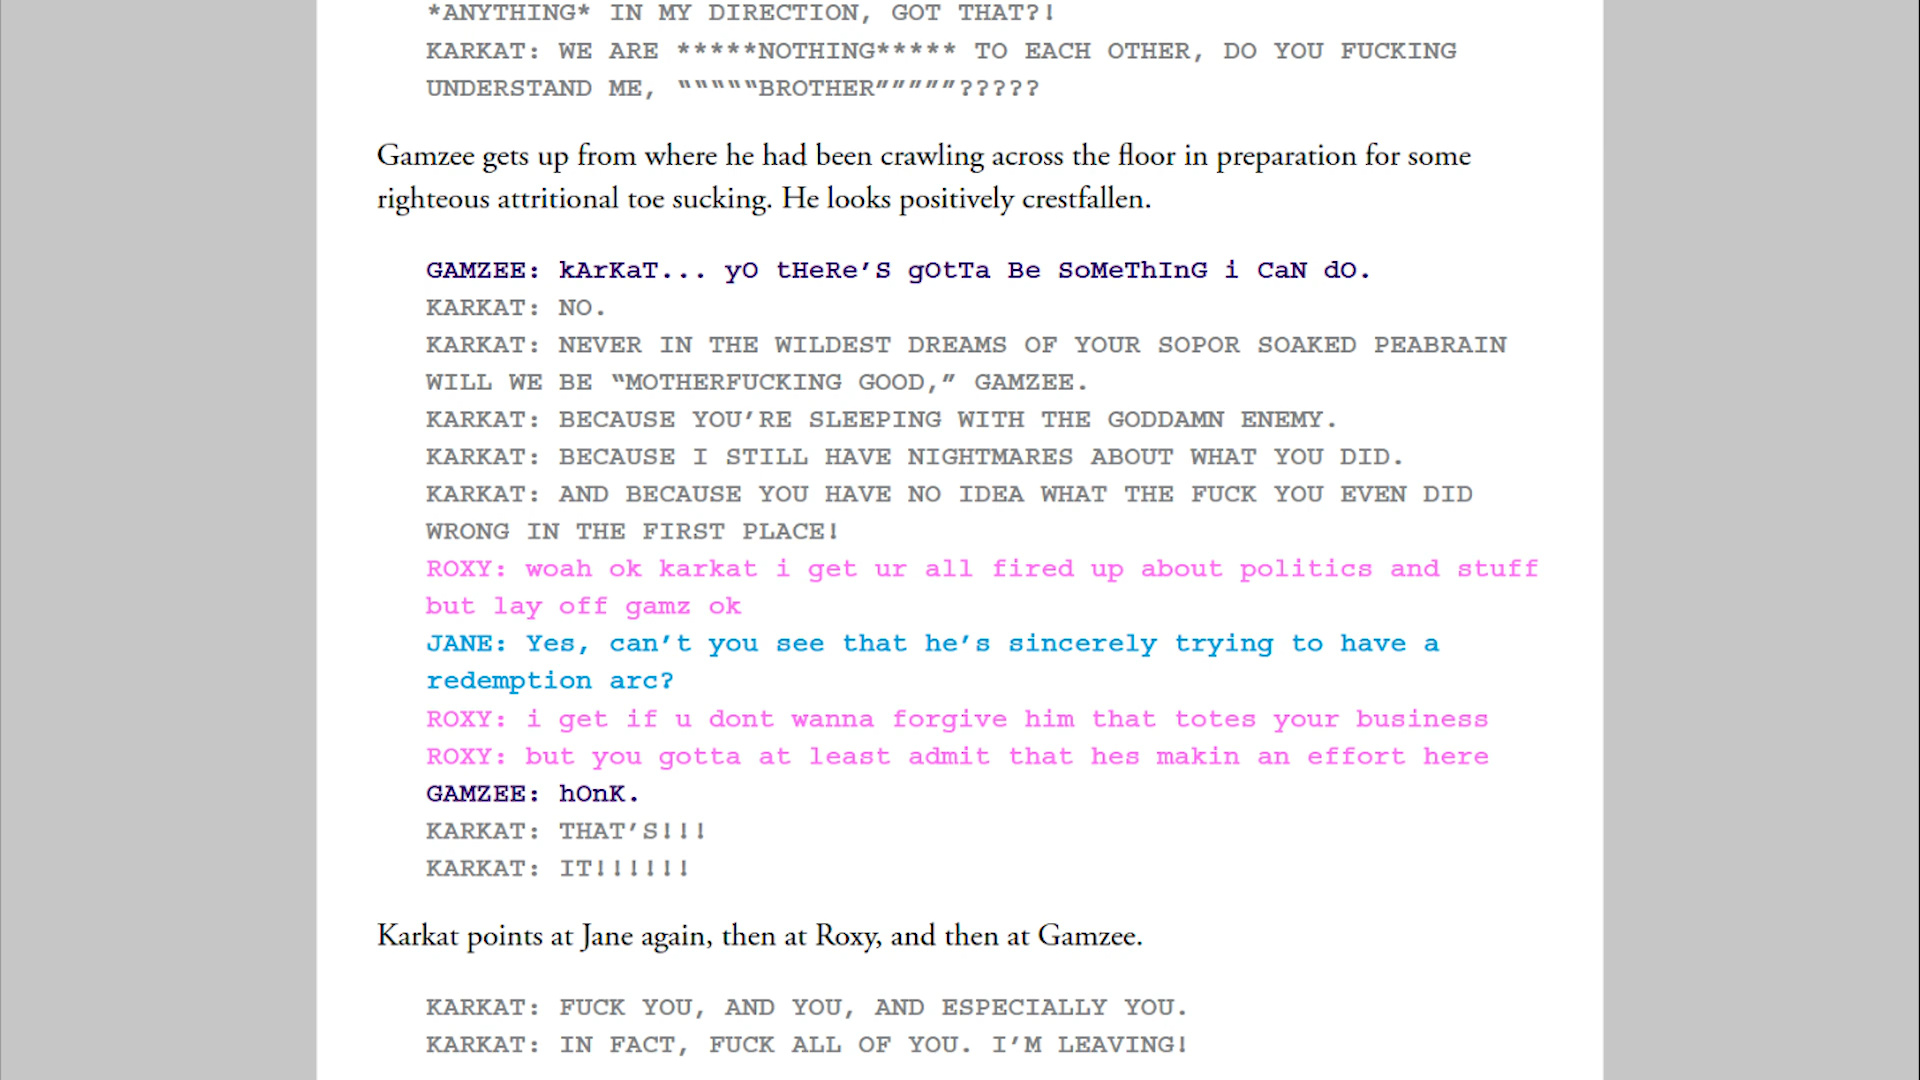 *ANYTHING* IN MY DIRECTION, GOT THAT?!
KARKAT: WE ARE *****NOTHING***** TO EACH OTHER, DO YOU FUCKING
UNDERSTAND ME, “““““BROTHER”””””?????
Gamzee gets up from where he had been crawling across the floor in preparation for some
righteous attritional toe sucking. He looks positively crestfallen.
GAMZEE: kArKaT... yO tHeRe’S gOtTa Be SoMeThInG i CaN dO.
KARKAT: NO.
KARKAT: NEVER IN THE WILDEST DREAMS OF YOUR SOPOR SOAKED PEABRAIN
WILL WE BE “MOTHERFUCKING GOOD,” GAMZEE.
KARKAT: BECAUSE YOU’RE SLEEPING WITH THE GODDAMN ENEMY.
KARKAT: BECAUSE I STILL HAVE NIGHTMARES ABOUT WHAT YOU DID.
KARKAT: AND BECAUSE YOU HAVE NO IDEA WHAT THE FUCK YOU EVEN DID
WRONG IN THE FIRST PLACE!
ROXY: woah ok karkat i get ur all fired up about politics and stuff
but lay off gamz ok
JANE: Yes, can’t you see that he’s sincerely trying to have a
redemption arc?
ROXY: i get if u dont wanna forgive him that totes your business
ROXY: but you gotta at least admit that hes makin an effort here
GAMZEE: hOnK.
KARKAT: THAT’S!!!
KARKAT: IT!!!!!!
Karkat points at Jane again, then at Roxy, and then at Gamzee.
KARKAT: FUCK YOU, AND YOU, AND ESPECIALLY YOU.
KARKAT: IN FACT, FUCK ALL OF YOU. I’M LEAVING!